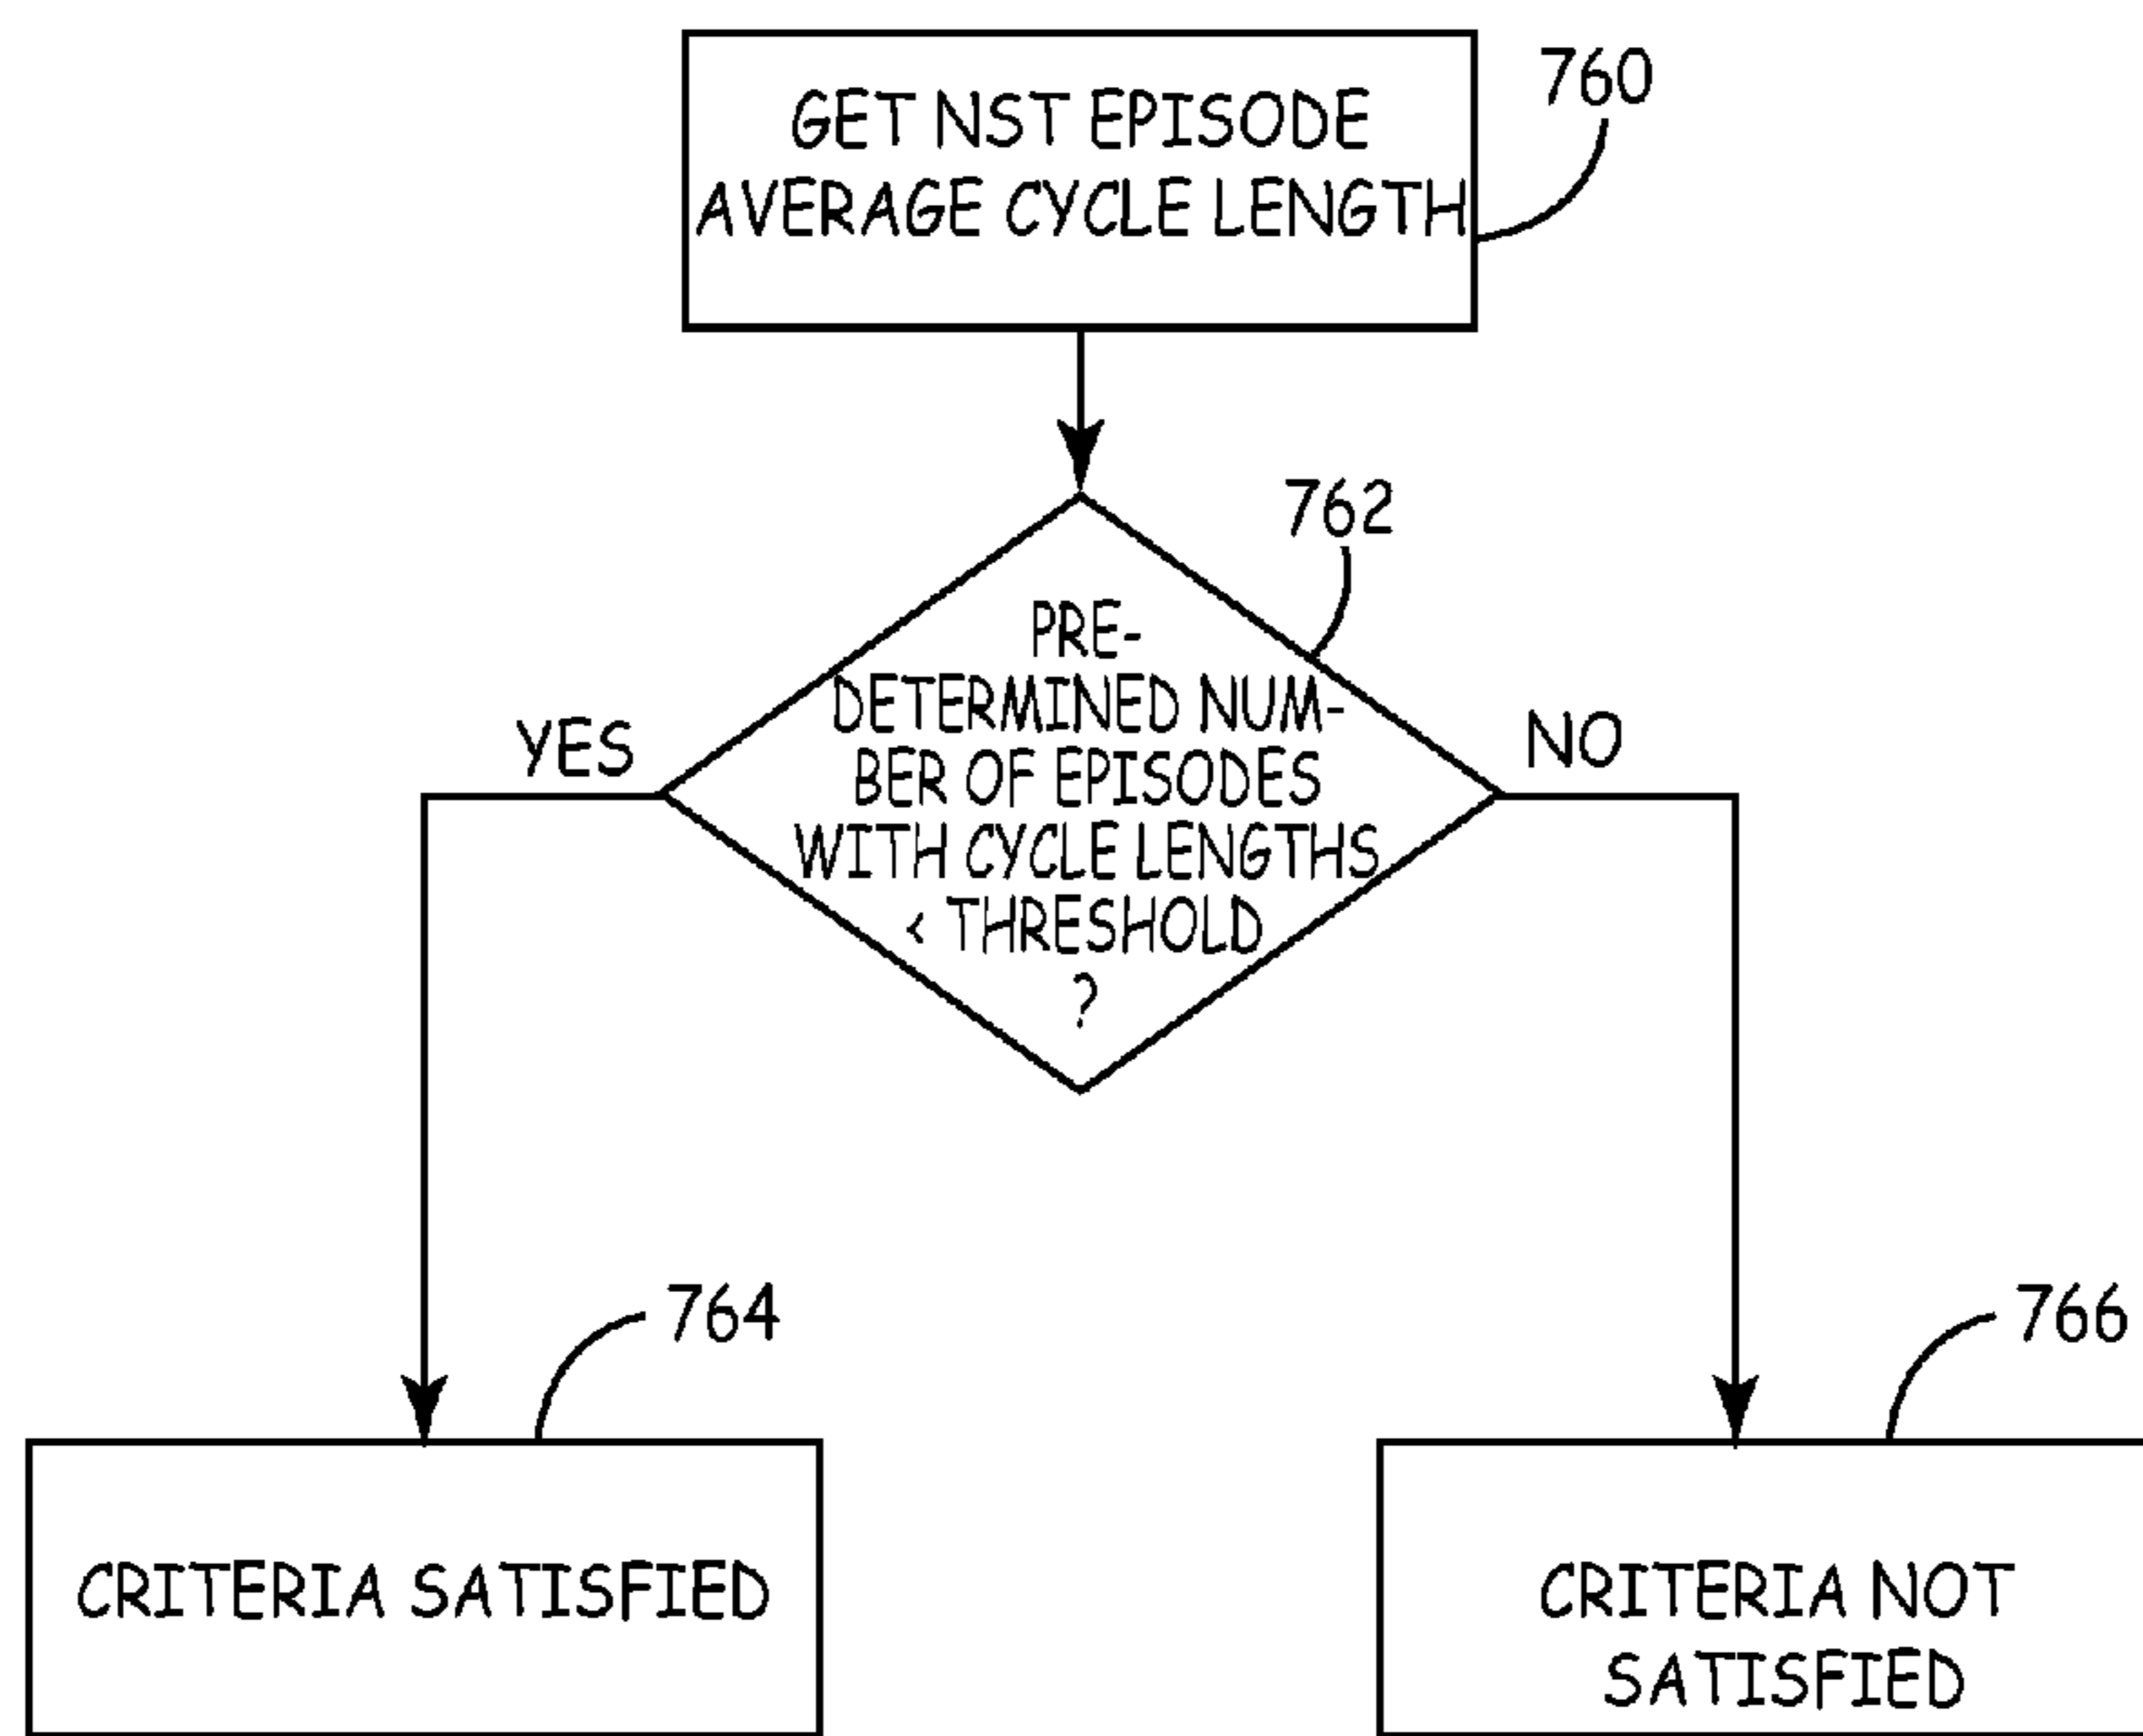 GET NST EPISODE
AVERAGE CYCLE LENGTH
760
762
PRE-
DETERMINED NUM-
BER OF EPISODES
WITH CYCLE LENGTHS
< THRESHOLD
?
YES
NO
764
766
CRITERIA SATISFIED
CRITERIA NOT
SATISFIED